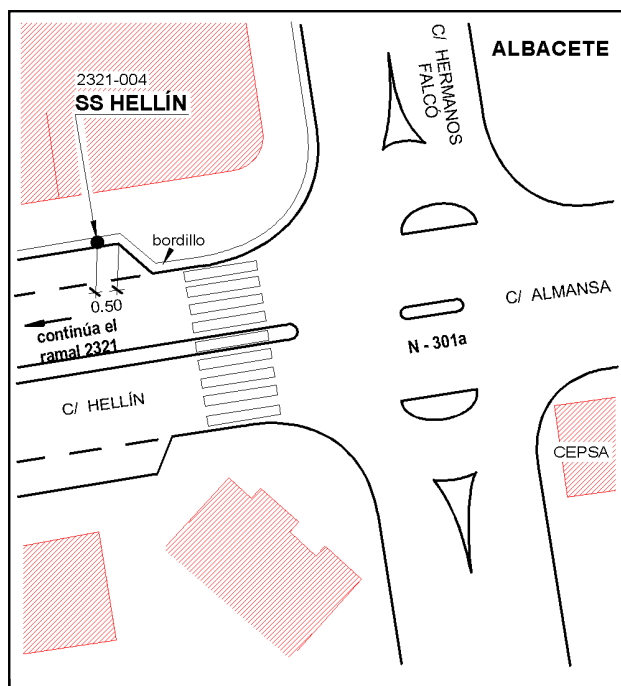 ALBACETE
C/ HERMANOS
FALCÓ
2321-004
SS HELLÍN
bordillo
0.50
continúa el
ramal 2321
C/ ALMANSA
N - 301a
C/ HELLÍN
CEPSA